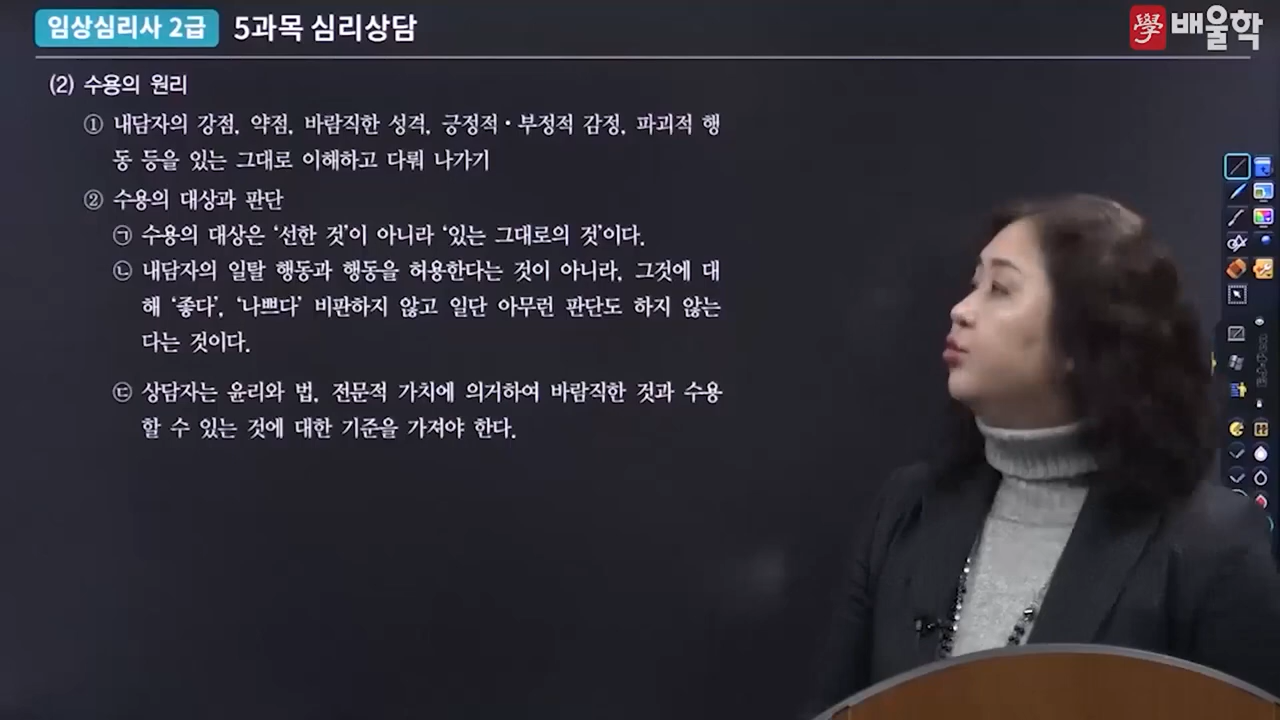 임상심리사 2급 5과목 심리상담
學 배울학
(2) 수용의 원리
① 내담자의 강점, 약점, 바람직한 성격, 긍정적·부정적 감정, 파괴적 행
동 등을 있는 그대로 이해하고 다뤄 나가기
② 수용의 대상과 판단
㉠ 수용의 대상은 ‘선한 것’이 아니라 ‘있는 그대로의 것’이다.
㉡ 내담자의 일탈 행동과 행동을 허용한다는 것이 아니라, 그것에 대
해 ‘좋다’, ‘나쁘다’ 비판하지 않고 일단 아무런 판단도 하지 않는
다는 것이다.
㉢ 상담자는 윤리와 법, 전문적 가치에 의거하여 바람직한 것과 수용
할 수 있는 것에 대한 기준을 가져야 한다.